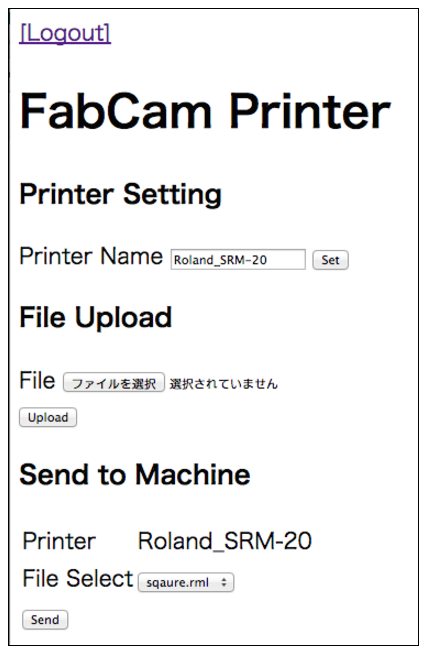 [Logout]
FabCam Printer
Printer Setting
Printer Name Roland_SRM-20 Set
File Upload
File ファイルを選択 選択されていません
Upload
Send to Machine
Printer Roland_SRM-20
File Select sqaure.rml
Send